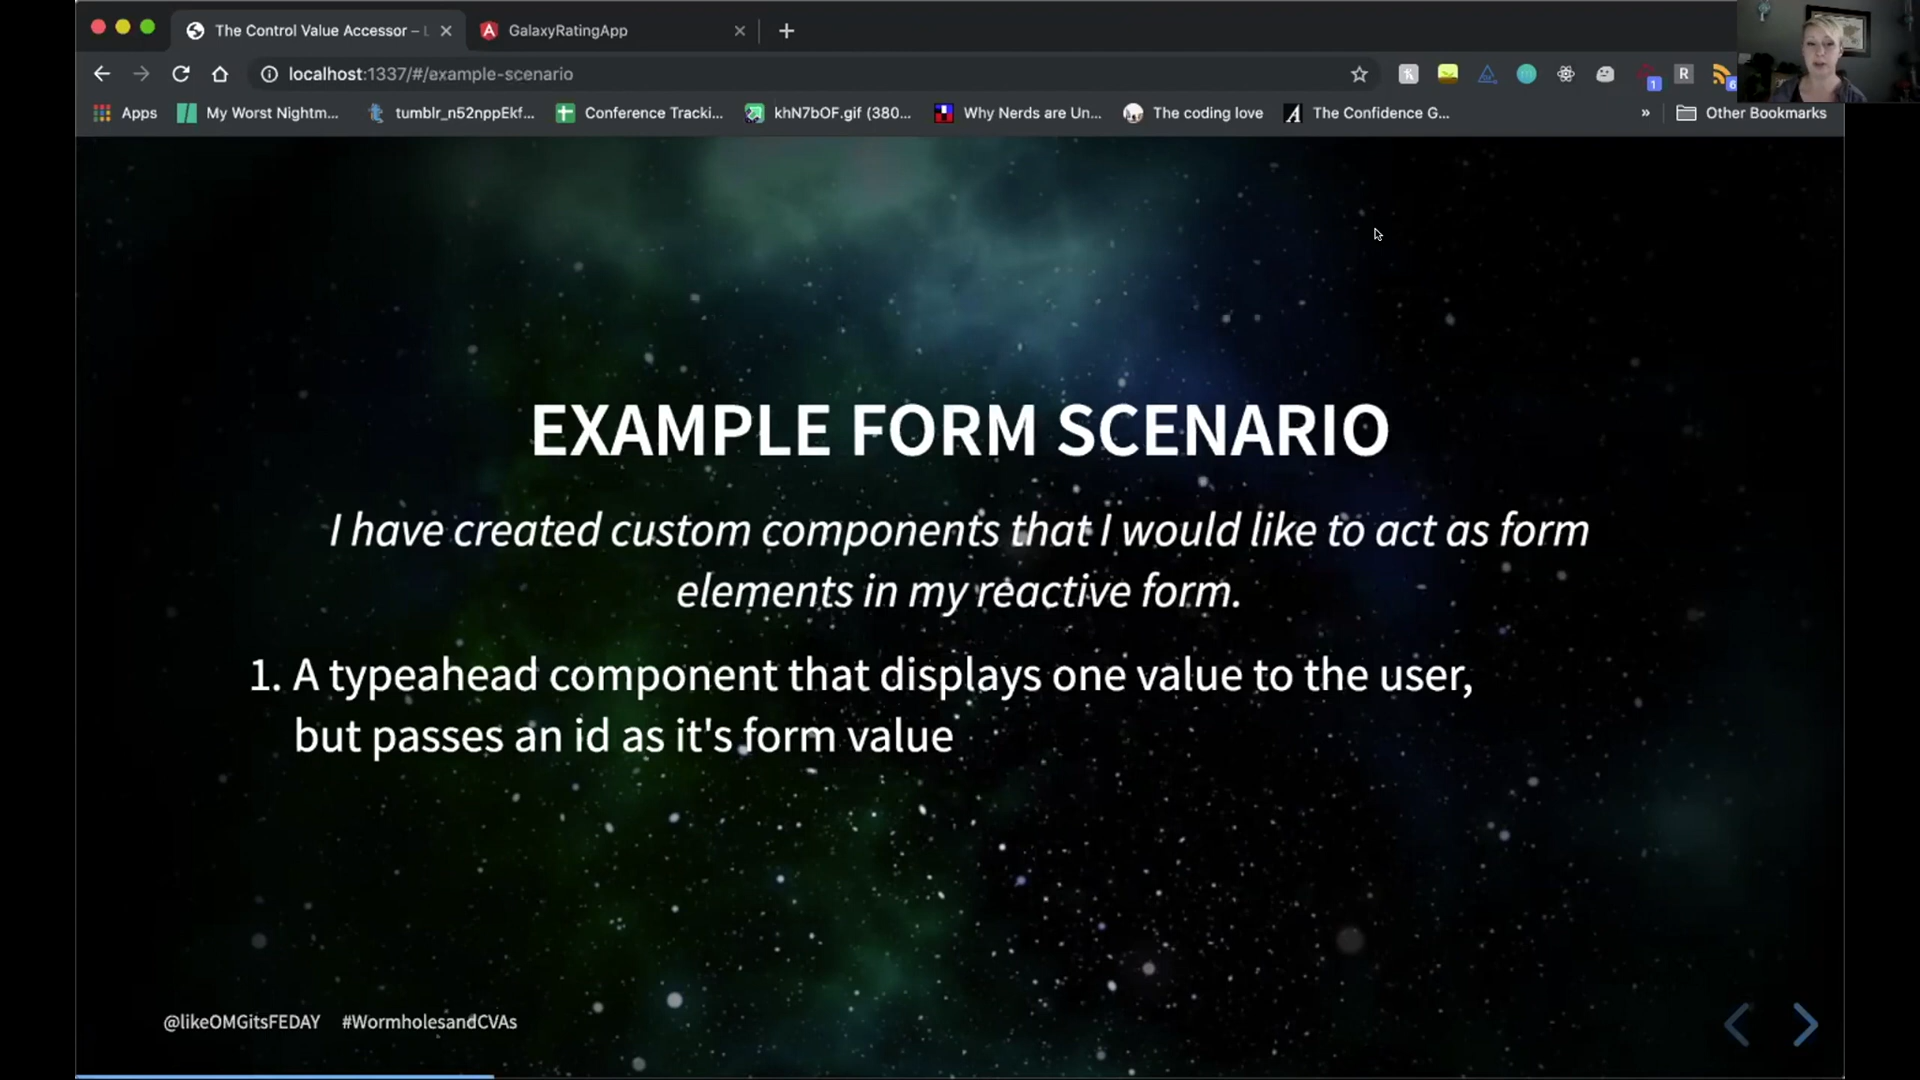 The Control Value Accessor – L
GalaxyRatingApp
localhost:1337/#/example-scenario
R
1
6
Apps
My Worst Nightm...
tumblr_n52nppEkf...
Conference Tracki...
khN7bOF.gif (380...
Why Nerds are Un...
The coding love
The Confidence G...
»
Other Bookmarks
EXAMPLE FORM SCENARIO
I have created custom components that I would like to act as form
elements in my reactive form.
1. A typeahead component that displays one value to the user,
but passes an id as it's form value
@likeOMGitsFEDAY #WormholesandCVAs